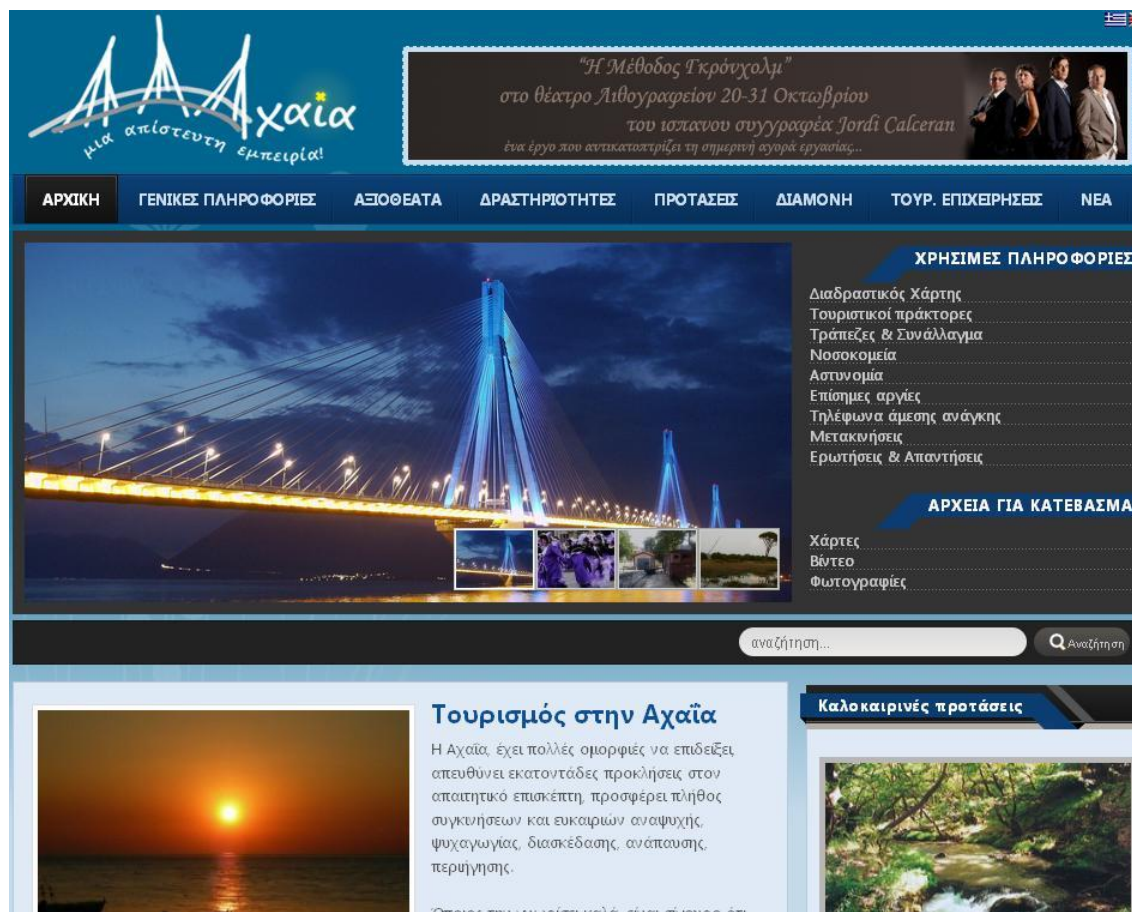 Αχαΐα
μια απίστευτη εμπειρία!
“Η Μέθοδος Γκρόνχολμ”
στο θέατρο Λιθογραφείον 20-31 Οκτωβρίου
του ισπανου συγγραφέα Jordi Calceran
ένα έργο που αντικατοπτρίζει τη σημερινή αγορά εργασίας...
ΑΡΧΙΚΗ ΓΕΝΙΚΕΣ ΠΛΗΡΟΦΟΡΙΕΣ ΑΞΙΟΘΕΑΤΑ ΔΡΑΣΤΗΡΙΟΤΗΤΕΣ ΠΡΟΤΑΣΕΙΣ ΔΙΑΜΟΝΗ ΤΟΥΡ. ΕΠΙΧΕΙΡΗΣΕΙΣ ΝΕΑ
ΧΡΗΣΙΜΕΣ ΠΛΗΡΟΦΟΡΙΕΣ
Διαδραστικός Χάρτης
Τουριστικοί πράκτορες
Τράπεζες & Συνάλλαγμα
Νοσοκομεία
Αστυνομία
Επίσημες αργίες
Τηλέφωνα άμεσης ανάγκης
Μετακινήσεις
Ερωτήσεις & Απαντήσεις
ΑΡΧΕΙΑ ΓΙΑ ΚΑΤΕΒΑΣΜΑ
Χάρτες
Βίντεο
Φωτογραφίες
αναζήτηση...
Αναζήτηση
Τουρισμός στην Αχαΐα
Η Αχαΐα, έχει πολλές ομορφιές να επιδείξει,
απευθύνει εκατοντάδες προκλήσεις στον
απαιτητικό επισκέπτη, προσφέρει πλήθος
συγκινήσεων και ευκαιριών αναψυχής,
ψυχαγωγίας, διασκέδασης, ανάπαυσης,
περιήγησης.
Καλοκαιρινές προτάσεις